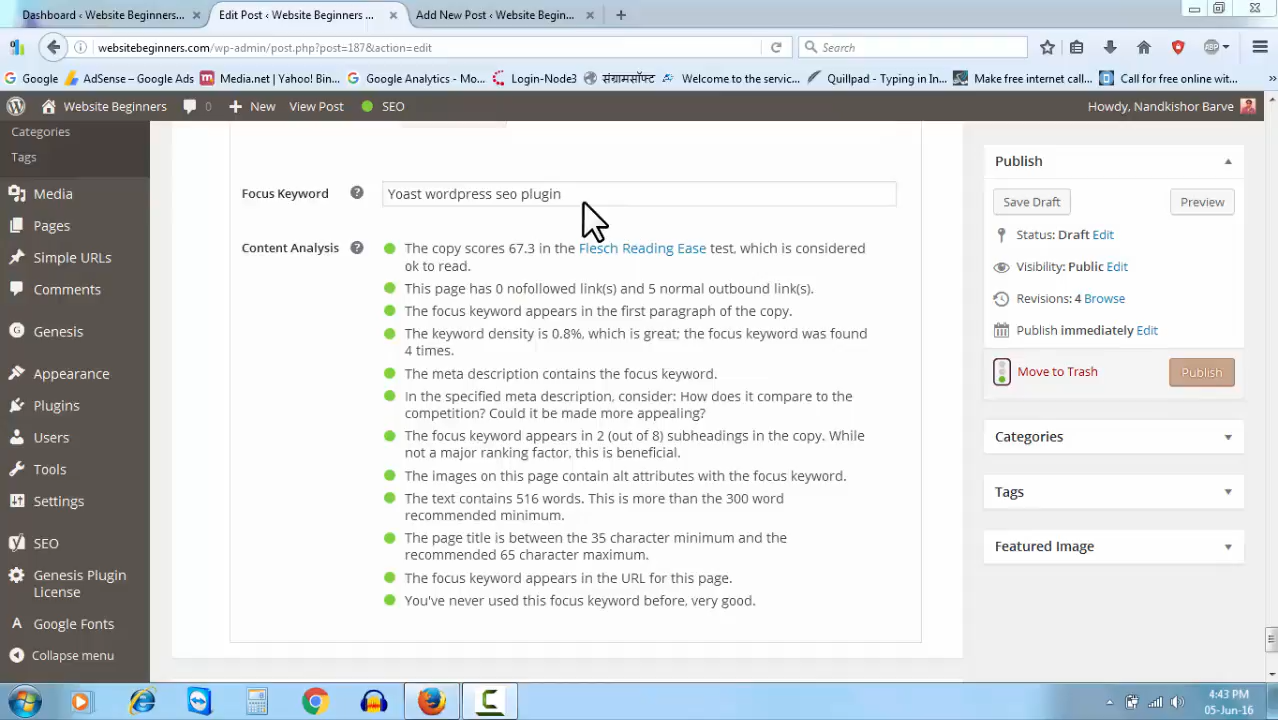 Dashboard ‹ Website Beginners ...
Edit Post ‹ Website Beginners ...
Add New Post ‹ Website Begin...
websitebeginners.com/wp-admin/post.php?post=187&action=edit
Search
ABP
Google
AdSense – Google Ads
Media.net | Yahoo! Bin...
Google Analytics - Mo...
Login-Node3
संग्रामसॉफ्ट
Welcome to the servic...
Quillpad - Typing in In...
Make free internet call...
Call for free online wit...
Website Beginners
0
New
View Post
SEO
Howdy, Nandkishor Barve
Categories
Tags
Media
Pages
Simple URLs
Comments
Genesis
Appearance
Plugins
Users
Tools
Settings
SEO
Genesis Plugin
License
Google Fonts
Collapse menu
Focus Keyword
Yoast wordpress seo plugin
Content Analysis
The copy scores 67.3 in the Flesch Reading Ease test, which is considered
ok to read.
This page has 0 nofollowed link(s) and 5 normal outbound link(s).
The focus keyword appears in the first paragraph of the copy.
The keyword density is 0.8%, which is great; the focus keyword was found
4 times.
The meta description contains the focus keyword.
In the specified meta description, consider: How does it compare to the
competition? Could it be made more appealing?
The focus keyword appears in 2 (out of 8) subheadings in the copy. While
not a major ranking factor, this is beneficial.
The images on this page contain alt attributes with the focus keyword.
The text contains 516 words. This is more than the 300 word
recommended minimum.
The page title is between the 35 character minimum and the
recommended 65 character maximum.
The focus keyword appears in the URL for this page.
You've never used this focus keyword before, very good.
Publish
Save Draft
Preview
Status: Draft Edit
Visibility: Public Edit
Revisions: 4 Browse
Publish immediately Edit
Move to Trash
Publish
Categories
Tags
Featured Image
4:43 PM
05-Jun-16